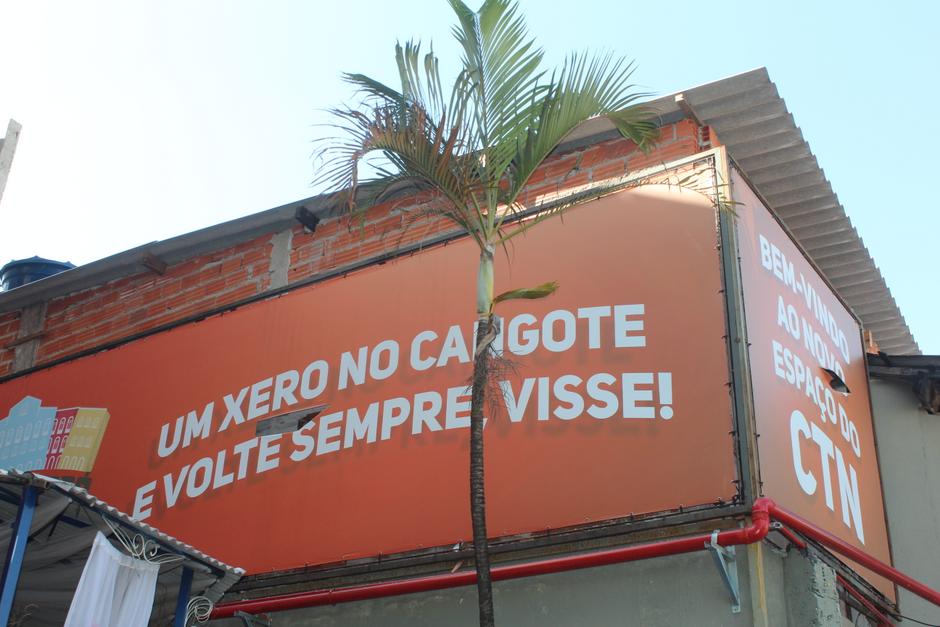 UM XERO NO CANGOTE
E VOLTE SEMPRE, VISSE!
BEM-VINDO
AO NOVO
ESPAÇO DO
CTN